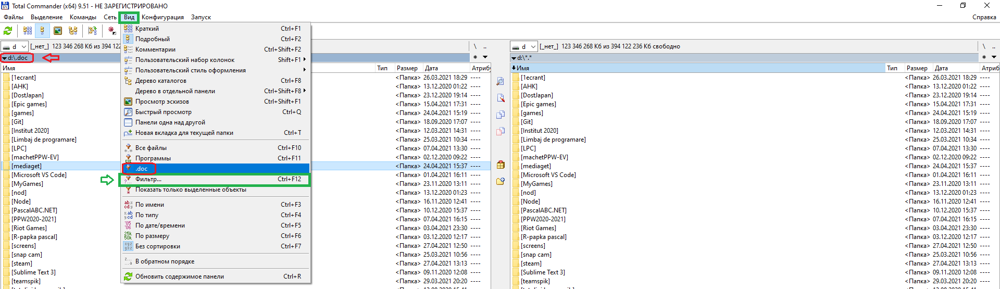 Total Commander (x64) 9.51 - НЕ ЗАРЕГИСТРИРОВАНО
Файлы Выделение Команды Сеть Вид Конфигурация Запуск Справка
d [_нет_] 123 346 268 Кб из 394 122 \ ..
d:\.doc * 
Имя Тип Размер Дата Атрибу
[1ecrant] <Папка> 26.03.2021 18:29 ----
[AHK] <Папка> 13.12.2020 01:22 ----
[DostJapan] <Папка> 23.12.2020 19:14 ----
[Epic games] <Папка> 15.04.2021 17:31 ----
[games] <Папка> 24.04.2021 15:19 ----
[Git] <Папка> 18.09.2020 17:07 ----
[Institut 2020] <Папка> 12.03.2021 14:31 ----
[Limbaj de programare] <Папка> 25.03.2021 10:34 ----
[LPC] <Папка> 07.04.2021 13:30 ----
[machetPPW-EV] <Папка> 02.12.2020 09:22 ----
[mediaget] <Папка> 24.04.2021 15:37 ----
[Microsoft VS Code] <Папка> 01.04.2021 16:11 ----
[MyGames] <Папка> 23.11.2020 13:11 ----
[nod] <Папка> 13.12.2020 01:23 ----
[Node] <Папка> 16.11.2020 12:41 ----
[PascalABC.NET] <Папка> 10.12.2020 15:37 ----
[PPW2020-2021] <Папка> 07.04.2021 16:15 ----
[Riot Games] <Папка> 03.04.2021 23:30 ----
[R-papka pascal] <Папка> 03.12.2020 12:17 ----
[screens] <Папка> 27.04.2021 12:50 ----
[snap cam] <Папка> 25.03.2021 10:56 ----
[steam] <Папка> 27.04.2021 13:13 ----
[Sublime Text 3] <Папка> 09.11.2020 12:08 ----
[teamspik] <Папка> 29.03.2021 20:20 ----
Краткий Ctrl+F1
Подробный Ctrl+F2
Комментарии Ctrl+Shift+F2
Пользовательский набор колонок Shift+F1
Пользовательский стиль оформления
Дерево каталогов Ctrl+F8
Дерево в отдельной панели Ctrl+Shift+F8
Просмотр эскизов Ctrl+Shift+F1
Быстрый просмотр Ctrl+Q
Панели одна над другой
Новая вкладка для текущей папки Ctrl+T
Все файлы Ctrl+F10
Программы Ctrl+F11
.doc
Фильтр... Ctrl+F12
Показать только выделенные объекты
По имени Ctrl+F3
По типу Ctrl+F4
По дате/времени Ctrl+F5
По размеру Ctrl+F6
Без сортировки Ctrl+F7
В обратном порядке
Обновить содержимое панели Ctrl+R
d [_нет_] 123 346 268 Кб из 394 122 236 Кб свободно \ ..
d:\*.* *
Имя Тип Размер Дата Атриб
[1ecrant] <Папка> 26.03.2021 18:29 ----
[AHK] <Папка> 13.12.2020 01:22 ----
[DostJapan] <Папка> 23.12.2020 19:14 ----
[Epic games] <Папка> 15.04.2021 17:31 ----
[games] <Папка> 24.04.2021 15:19 ----
[Git] <Папка> 18.09.2020 17:07 ----
[Institut 2020] <Папка> 12.03.2021 14:31 ----
[Limbaj de programare] <Папка> 25.03.2021 10:34 ----
[LPC] <Папка> 07.04.2021 13:30 ----
[machetPPW-EV] <Папка> 02.12.2020 09:22 ----
[mediaget] <Папка> 24.04.2021 15:37 ----
[Microsoft VS Code] <Папка> 01.04.2021 16:11 ----
[MyGames] <Папка> 23.11.2020 13:11 ----
[nod] <Папка> 13.12.2020 01:23 ----
[Node] <Папка> 16.11.2020 12:41 ----
[PascalABC.NET] <Папка> 10.12.2020 15:37 ----
[PPW2020-2021] <Папка> 07.04.2021 16:15 ----
[Riot Games] <Папка> 03.04.2021 23:30 ----
[R-papka pascal] <Папка> 03.12.2020 12:17 ----
[screens] <Папка> 27.04.2021 12:50 ----
[snap cam] <Папка> 25.03.2021 10:56 ----
[steam] <Папка> 27.04.2021 13:13 ----
[Sublime Text 3] <Папка> 09.11.2020 12:08 ----
[teamspik] <Папка> 29.03.2021 20:20 ----